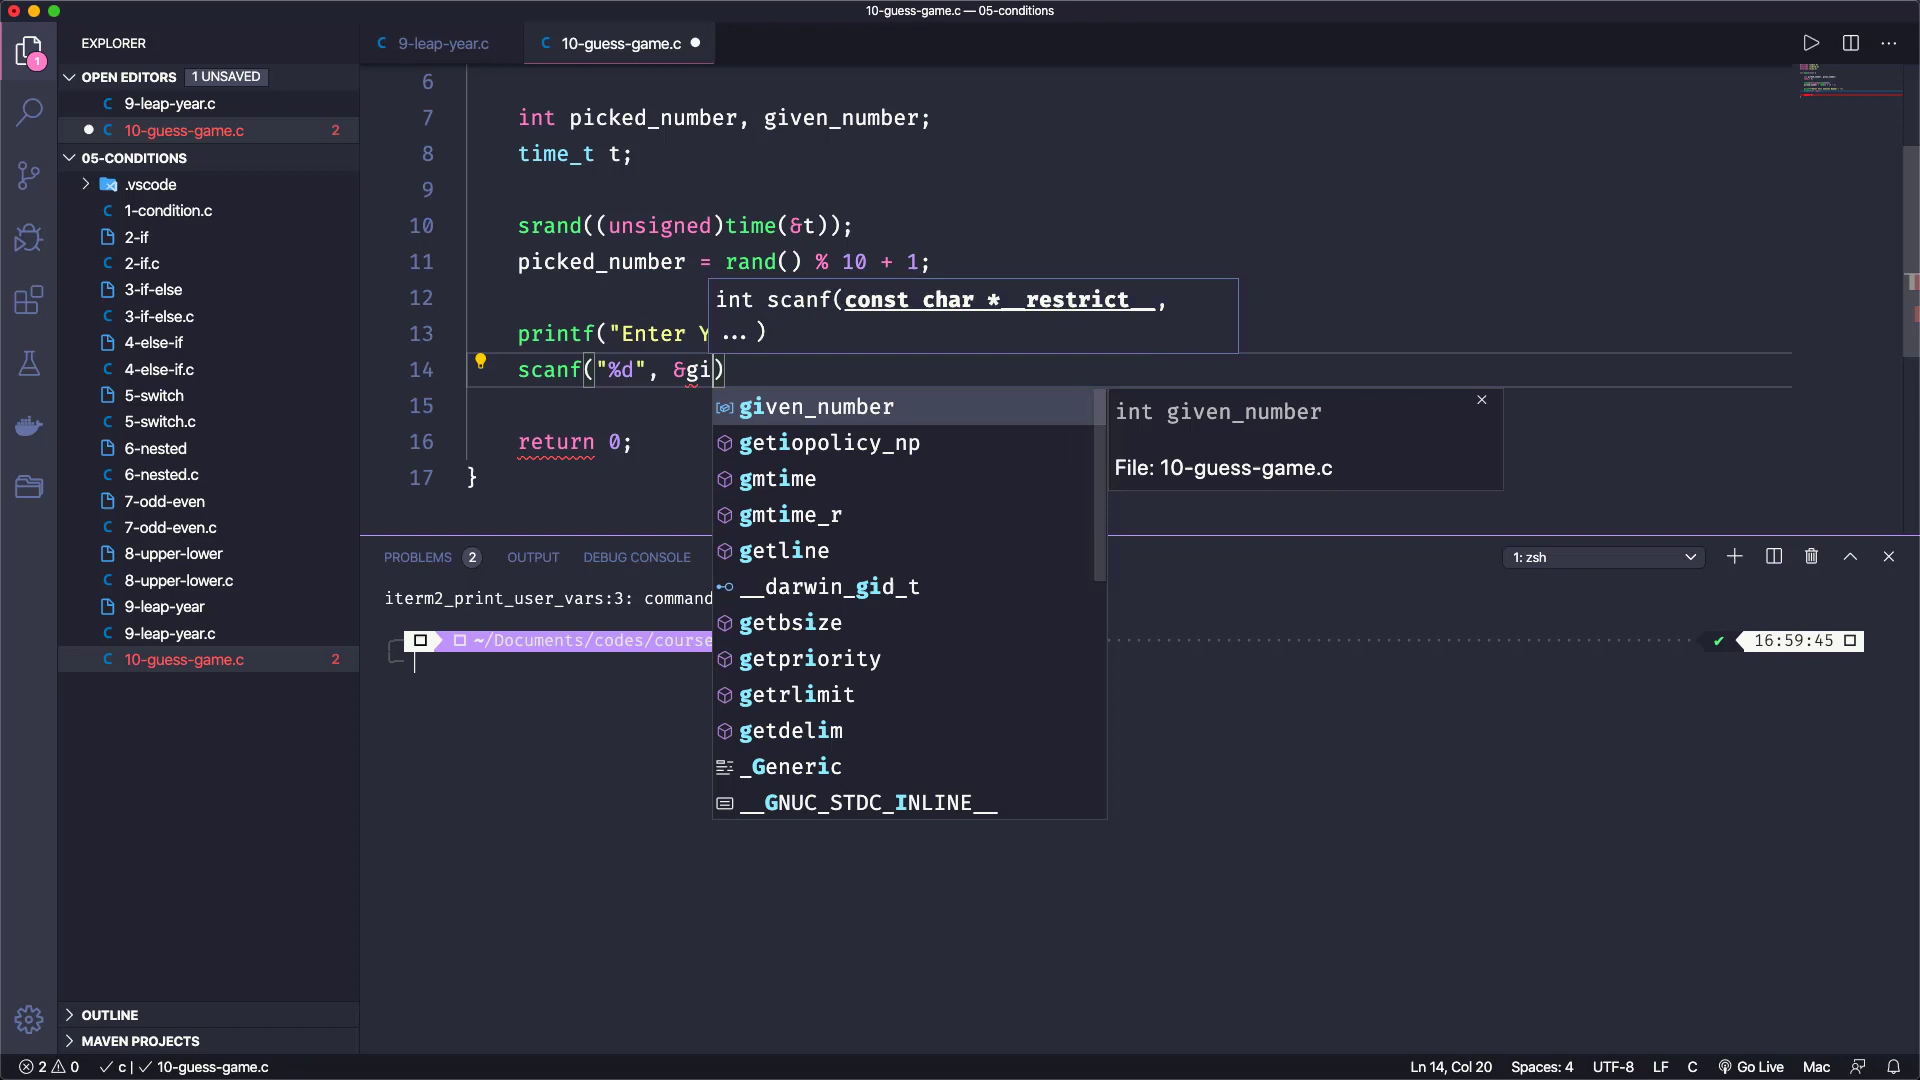 10-guess-game.c — 05-conditions
EXPLORER
OPEN EDITORS 1 UNSAVED
9-leap-year.c
10-guess-game.c 2
05-CONDITIONS
.vscode
1-condition.c
2-if
2-if.c
3-if-else
3-if-else.c
4-else-if
4-else-if.c
5-switch
5-switch.c
6-nested
6-nested.c
7-odd-even
7-odd-even.c
8-upper-lower
8-upper-lower.c
9-leap-year
9-leap-year.c
10-guess-game.c 2
OUTLINE
MAVEN PROJECTS
1
C 9-leap-year.c
C 10-guess-game.c
6
7 int picked_number, given_number;
8 time_t t;
9
10 srand((unsigned)time(&t));
11 picked_number = rand() % 10 + 1;
12
int scanf(const char *__restrict__,
...)
13 printf("Enter Y
14 scanf("%d", &gi)
15
16 return 0;
17 }
given_number
getiopolicy_np
gmtime
gmtime_r
getline
__darwin_gid_t
getbsize
getpriority
getrlimit
getdelim
_Generic
__GNUC_STDC_INLINE__
int given_number
File: 10-guess-game.c
PROBLEMS 2 OUTPUT DEBUG CONSOLE
1: zsh
iterm2_print_user_vars:3: command
~/Documents/codes/course
16:59:45
2 0 c | 10-guess-game.c
Ln 14, Col 20 Spaces: 4 UTF-8 LF C Go Live Mac